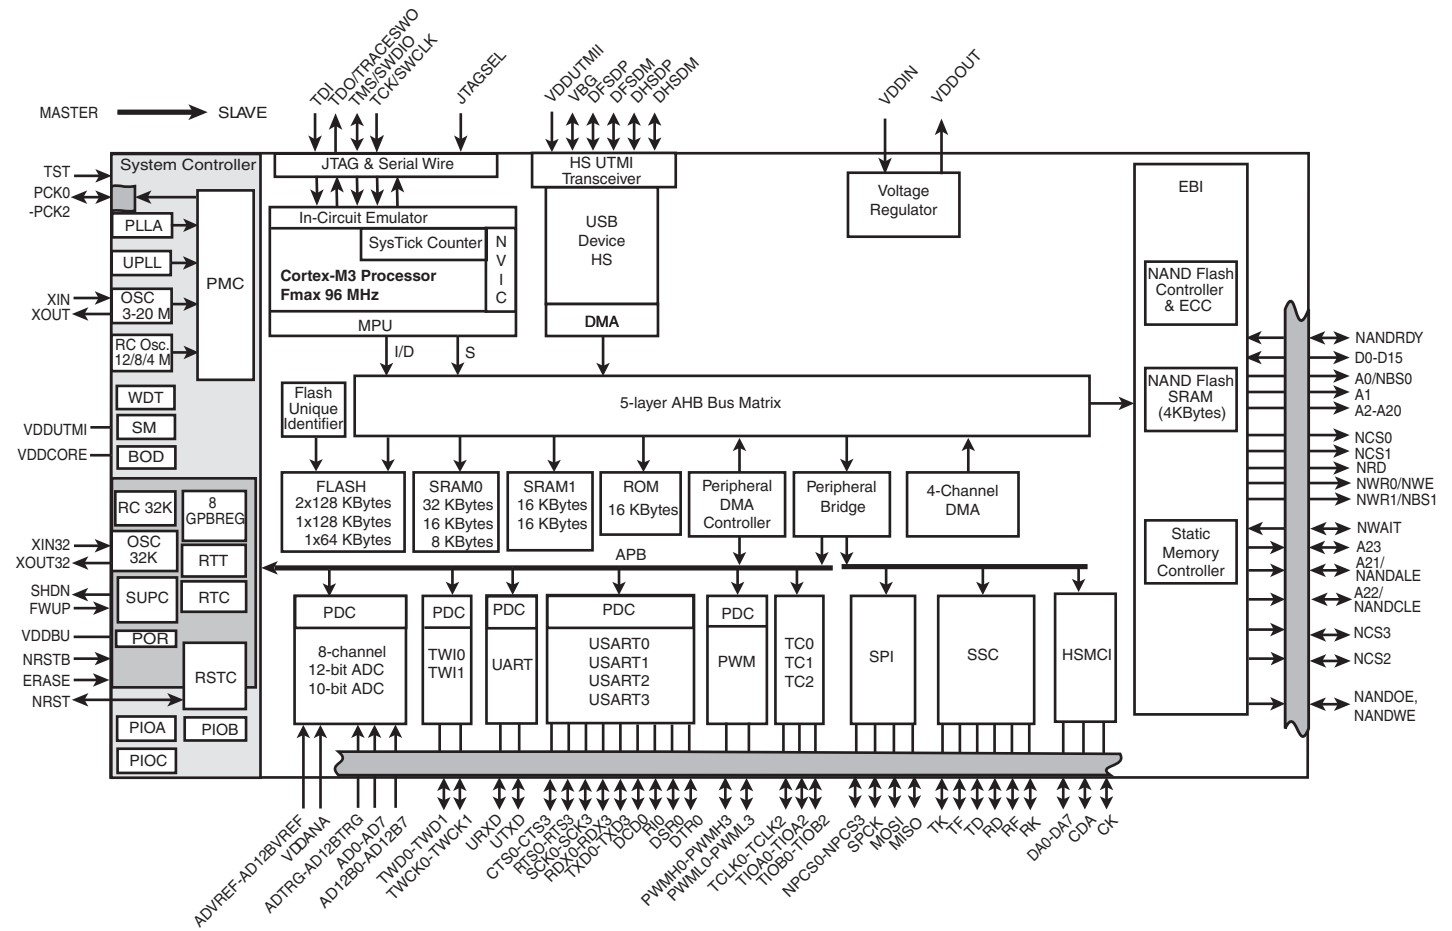 MASTER
SLAVE
TDI
TDO/TRACESWO
TMS/SWDIO
TCK/SWCLK
JTAGSEL
VDDUTMII
VBG
DFSDP
DFSDM
DHSDP
DHSDM
VDDIN
VDDOUT
System Controller
TST
PCK0
-PCK2
PLLA
UPLL
XIN
XOUT
OSC
3-20 M
RC Osc.
12/8/4 M
PMC
WDT
VDDUTMI
SM
VDDCORE
BOD
RC 32K
8
GPBREG
XIN32
XOUT32
OSC
32K
RTT
SHDN
FWUP
SUPC
RTC
VDDBU
POR
NRSTB
ERASE
NRST
RSTC
PIOA
PIOB
PIOC
JTAG & Serial Wire
In-Circuit Emulator
SysTick Counter
N
V
I
C
Cortex-M3 Processor
Fmax 96 MHz
MPU
I/D
S
HS UTMI
Transceiver
USB
Device
HS
DMA
Voltage
Regulator
Flash
Unique
Identifier
5-layer AHB Bus Matrix
FLASH
2x128 KBytes
1x128 KBytes
1x64 KBytes
SRAM0
32 KBytes
16 KBytes
8 KBytes
SRAM1
16 KBytes
16 KBytes
ROM
16 KBytes
Peripheral
DMA
Controller
Peripheral
Bridge
4-Channel
DMA
APB
PDC
8-channel
12-bit ADC
10-bit ADC
PDC
TWI0
TWI1
PDC
UART
PDC
USART0
USART1
USART2
USART3
PDC
PWM
TC0
TC1
TC2
SPI
SSC
HSMCI
EBI
NAND Flash
Controller
& ECC
NAND Flash
SRAM
(4KBytes)
Static
Memory
Controller
NANDRDY
D0-D15
A0/NBS0
A1
A2-A20
NCS0
NCS1
NRD
NWR0/NWE
NWR1/NBS1
NWAIT
A23
A21/
NANDALE
A22/
NANDCLE
NCS3
NCS2
NANDOE,
NANDWE
ADVREF-AD12BVREF
VDDANA
ADTRG-AD12BTRG
AD0-AD7
AD12B0-AD12B7
TWD0-TWD1
TWCK0-TWCK1
URXD
UTXD
CTS0-CTS3
RTS0-RTS3
SCK0-SCK3
RDX0-RDX3
TXD0-TXD3
DCD0
RI0
DSR0
DTR0
PWMH0-PWMH3
PWML0-PWML3
TCLK0-TCLK2
TIOA0-TIOA2
TIOB0-TIOB2
NPCS0-NPCS3
SPCK
MOSI
MISO
TK
TF
TD
RD
RF
RK
DA0-DA7
CDA
CK